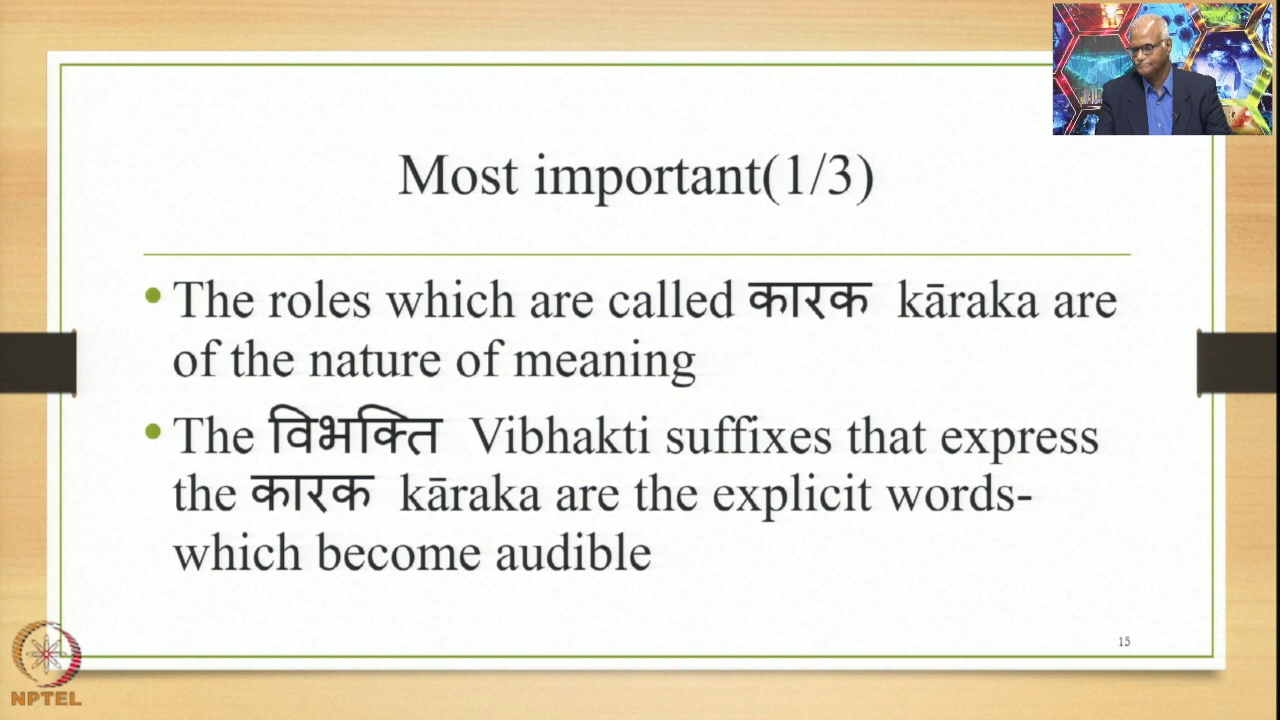 Most important(1/3)
• The roles which are called कारक kāraka are
of the nature of meaning
• The विभक्ति Vibhakti suffixes that express
the कारक kāraka are the explicit words-
which become audible
15
NPTEL